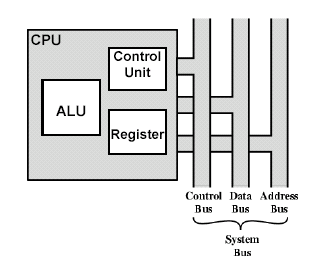 CPU
Control
Unit
ALU
Register
Control Data Address
Bus Bus Bus
System
Bus